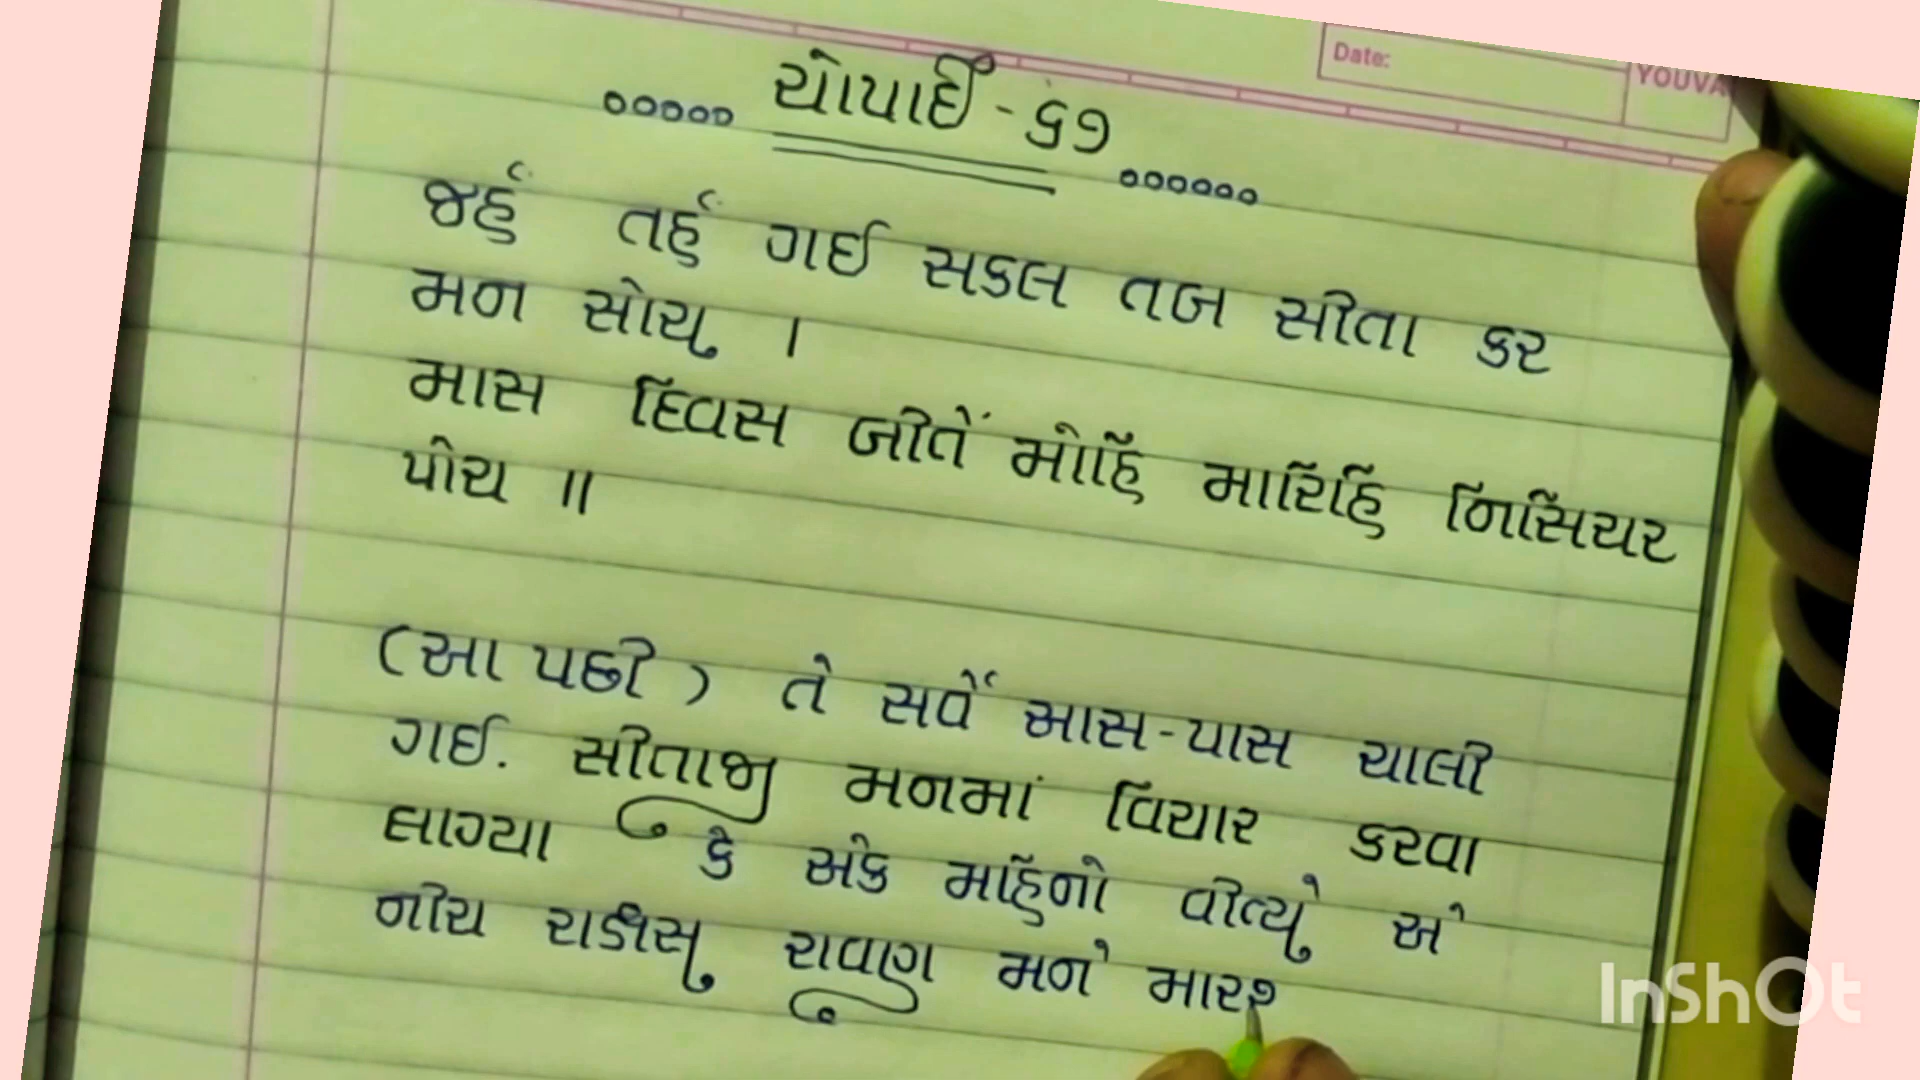 ચોપાઈ - ૬૭
Date:
YOUVA
જહઁ તહઁ ગઈ સકલ તબ સીતા કર
મન સોચ ।
માસ દિવસ બીતેં મોહિ મારિહિ નિસિચર
પોચ ॥
(આ પછી) તે સર્વે આસ-પાસ ચાલી
ગઈ. સીતાજી મનમાં વિચાર કરવા
લાગ્યા કે એક મહિનો વીત્યે એ
નીચ રાક્ષસ રાવણ મને મારશે
InShOt